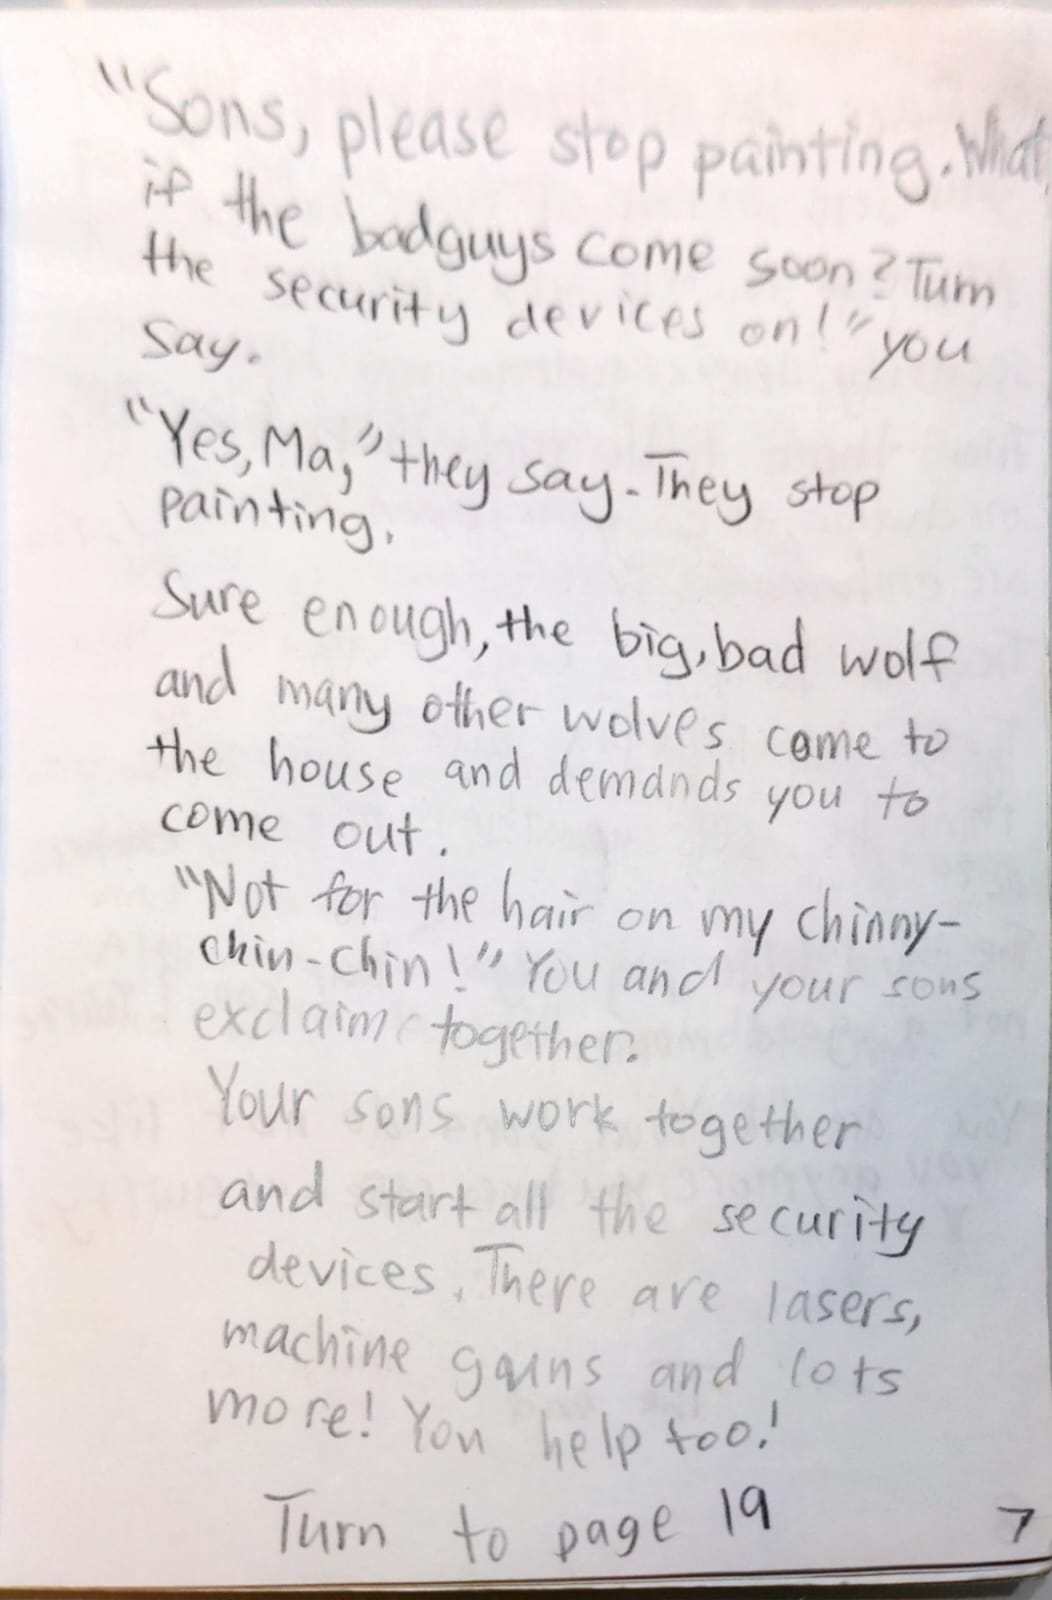 "Sons, please stop painting. What
if the badguys come soon? Turn
the security devices on!" you
say.
"Yes, Ma," they say. They stop
painting.
Sure enough, the big, bad wolf
and many other wolves come to
the house and demands you to
come out.
"Not for the hair on my chinny-
chin-chin!" You and your sons
exclaim together.
Your sons work together
and start all the security
devices. There are lasers,
machine guns and lots
more! You help too!
Turn to page 19
7